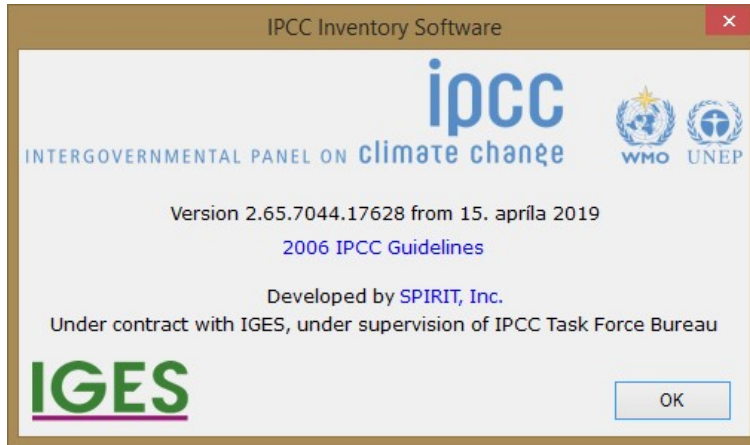 IPCC Inventory Software
ipcc
INTERGOVERNMENTAL PANEL ON climate change
WMO UNEP
Version 2.65.7044.17628 from 15. apríla 2019
2006 IPCC Guidelines
Developed by SPIRIT, Inc.
Under contract with IGES, under supervision of IPCC Task Force Bureau
IGES
OK